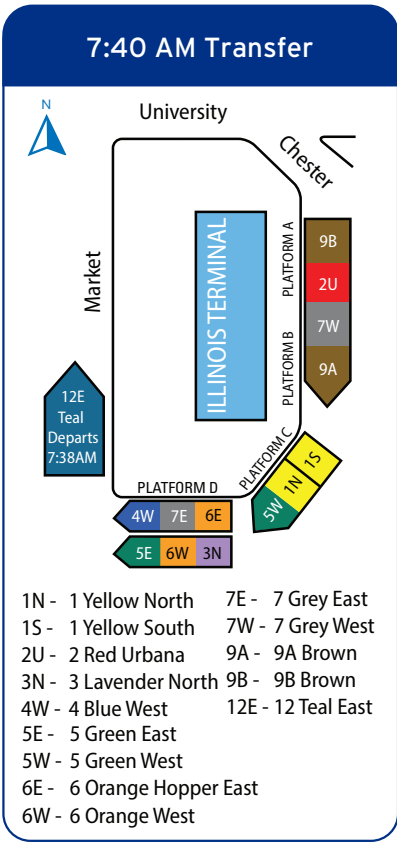 7:40 AM Transfer
N
University
Chester
Market
ILLINOIS TERMINAL
PLATFORM A
PLATFORM B
9B
2U
7W
9A
12E
Teal
Departs
7:38AM
PLATFORM C
1S
1N
5W
PLATFORM D
4W 7E 6E
5E 6W 3N
1N - 1 Yellow North
1S - 1 Yellow South
2U - 2 Red Urbana
3N - 3 Lavender North
4W - 4 Blue West
5E - 5 Green East
5W - 5 Green West
6E - 6 Orange Hopper East
6W - 6 Orange West
7E - 7 Grey East
7W - 7 Grey West
9A - 9A Brown
9B - 9B Brown
12E - 12 Teal East